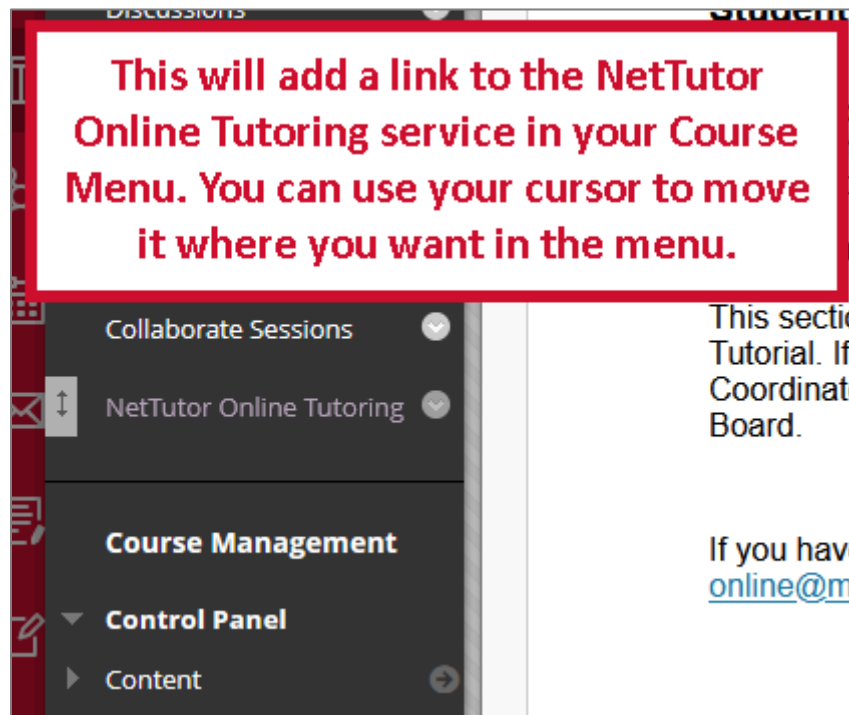 Discussions
Student
This will add a link to the NetTutor
Online Tutoring service in your Course
Menu. You can use your cursor to move
it where you want in the menu.
Collaborate Sessions
NetTutor Online Tutoring
Course Management
Control Panel
Content
This secti
Tutorial. If
Coordinat
Board.
If you hav
online@m